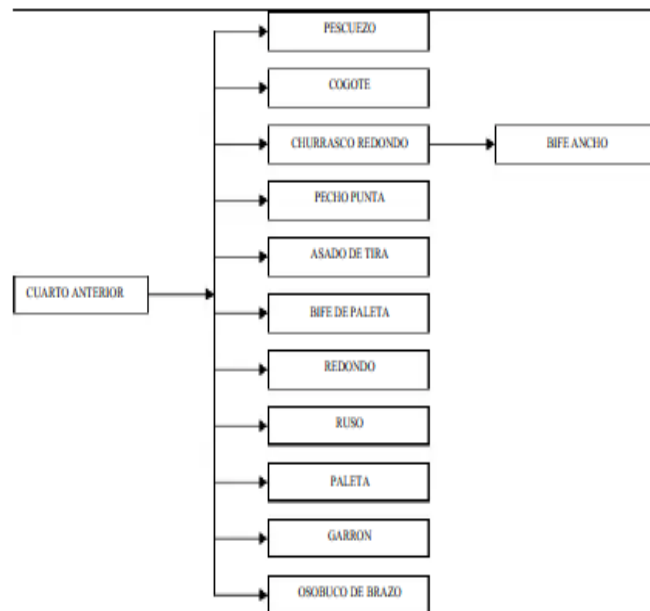 PESCUEZO
COGOTE
CHURRASCO REDONDO
BIFE ANCHO
PECHO PUNTA
ASADO DE TIRA
CUARTO ANTERIOR
BIFE DE PALETA
REDONDO
RUSO
PALETA
GARRON
OSOBUCO DE BRAZO